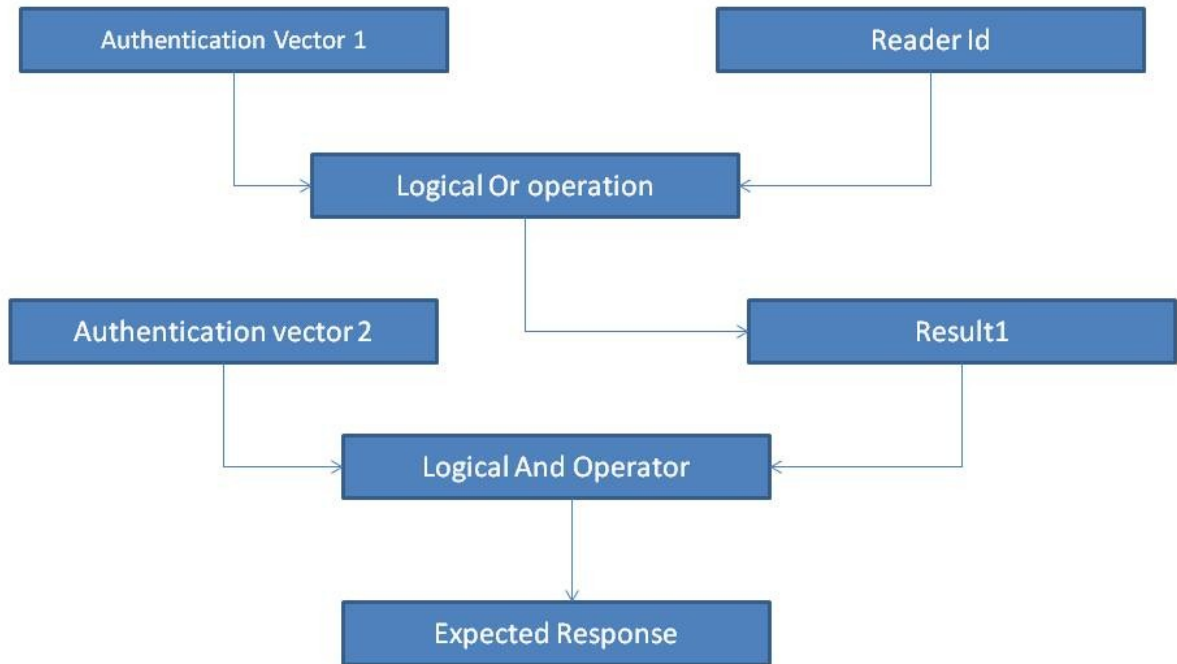 Authentication Vector 1
Reader Id
Logical Or operation
Authentication vector 2
Result1
Logical And Operator
Expected Response